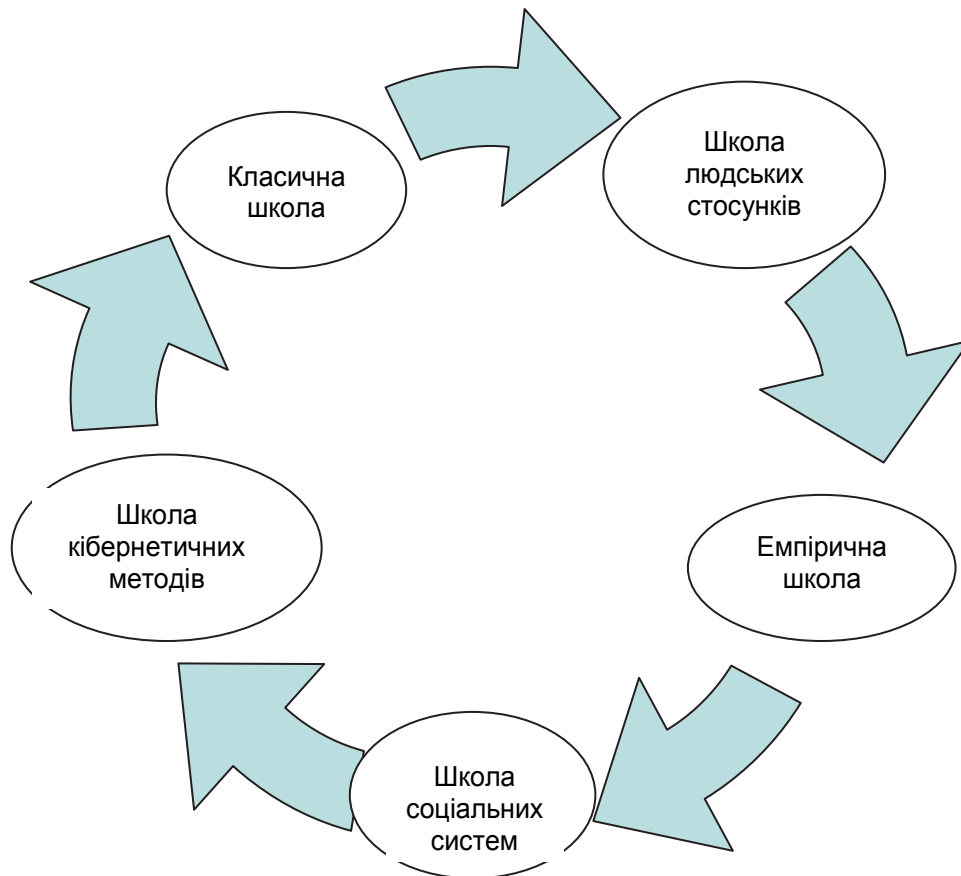 Класична
школа
Школа
людських
стосунків
Емпірична
школа
Школа
соціальних
систем
Школа
кібернетичних
методів